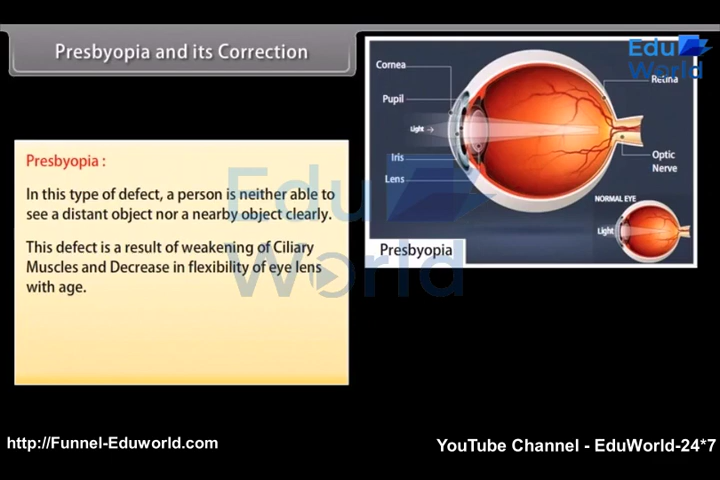 Presbyopia and its Correction
Edu
World
Cornea
Retina
Pupil
Light
Iris
Optic
Nerve
Lens
NORMAL EYE
Light
Presbyopia
Presbyopia :
In this type of defect, a person is neither able to
see a distant object nor a nearby object clearly.
This defect is a result of weakening of Ciliary
Muscles and Decrease in flexibility of eye lens
with age.
Edu
World
http://Funnel-Eduworld.com
YouTube Channel - EduWorld-24*7